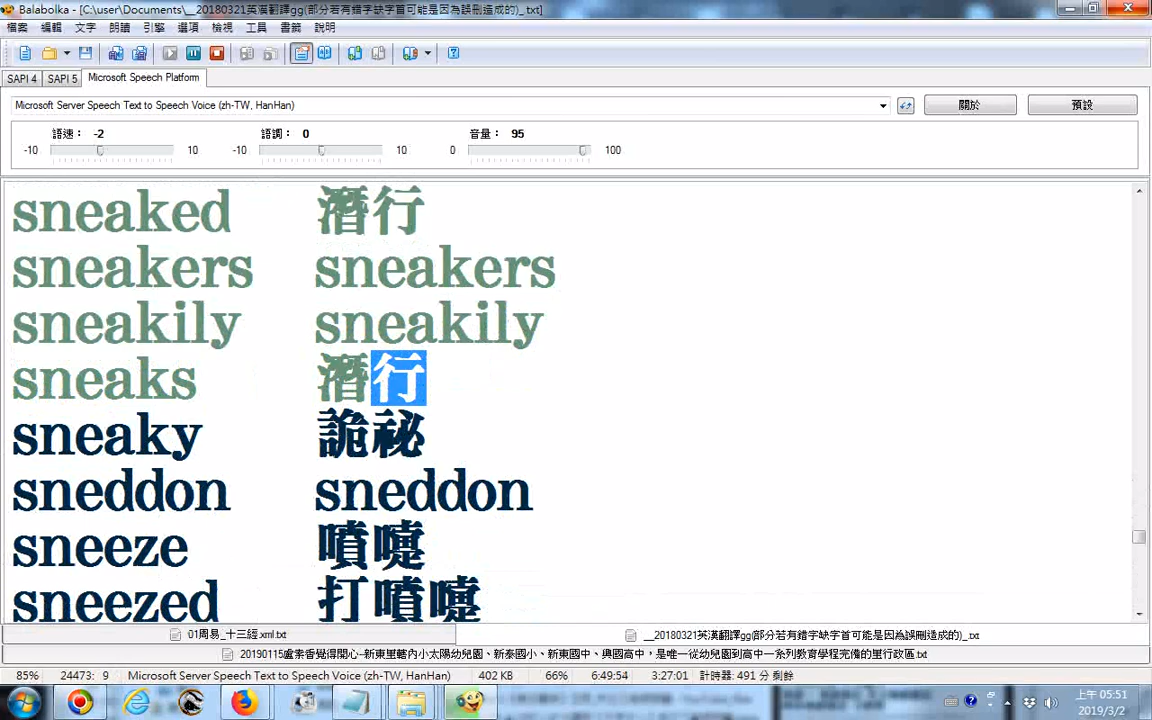 Balabolka - [C:\user\Documents\__20180321英漢翻譯gg(部分若有錯字缺字首可能是因為誤刪造成的)_.txt]
檔案 編輯 文字 朗讀 引擎 選項 檢視 工具 書籤 說明
SAPI 4 SAPI 5 Microsoft Speech Platform
Microsoft Server Speech Text to Speech Voice (zh-TW, HanHan) 關於 預設
語速： -2 語調： 0 音量： 95
-10 10 -10 10 0 100
sneaked 潛行
sneakers sneakers
sneakily sneakily
sneaks 潛行
sneaky 詭祕
sneddon sneddon
sneeze 噴嚏
sneezed 打噴嚏
01周易_十三經.xml.txt __20180321英漢翻譯gg(部分若有錯字缺字首可能是因為誤刪造成的)_.txt
20190115盧素香覺得開心-新東里轄內小太陽幼兒園、新泰國小、新東國中、興國高中，是唯一從幼兒園到高中一系列教育學程完備的里行政區.txt
85% 24473: 9 Microsoft Server Speech Text to Speech Voice (zh-TW, HanHan) 402 KB 66% 6:49:54 3:27:01 計時器: 491 分 剩餘
上午 05:51
2019/3/2